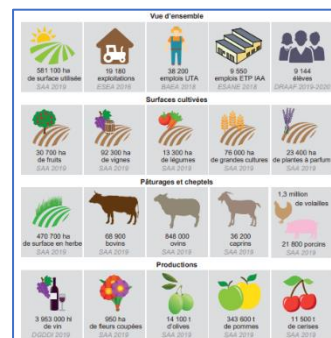 Vue d'ensemble
581 100 ha
de surface utilisée
SAA 2019
19 180
exploitations
ESEA 2016
38 200
emplois UTA
BAEA 2018
9 550
emplois ETP IAA
ESANE 2018
9 144
élèves
DRAAF 2019-2020
Surfaces cultivées
30 700 ha
de fruits
SAA 2019
92 300 ha
de vignes
SAA 2019
13 300 ha
de légumes
SAA 2019
76 000 ha
de grandes cultures
SAA 2019
23 400 ha
de plantes à parfum
SAA 2019
Pâturages et cheptels
470 700 ha
de surface en herbe
SAA 2019
68 900
bovins
SAA 2019
848 000
ovins
SAA 2019
36 200
caprins
SAA 2019
1,3 million
de volailles
21 800 porcins
SAA 2019
Productions
3 953 000 hl
de vin
DGDDI 2019
950 ha
de fleurs coupées
SAA 2019
14 100 t
d'olives
SAA 2019
343 600 t
de pommes
SAA 2019
11 500 t
de cerises
SAA 2019